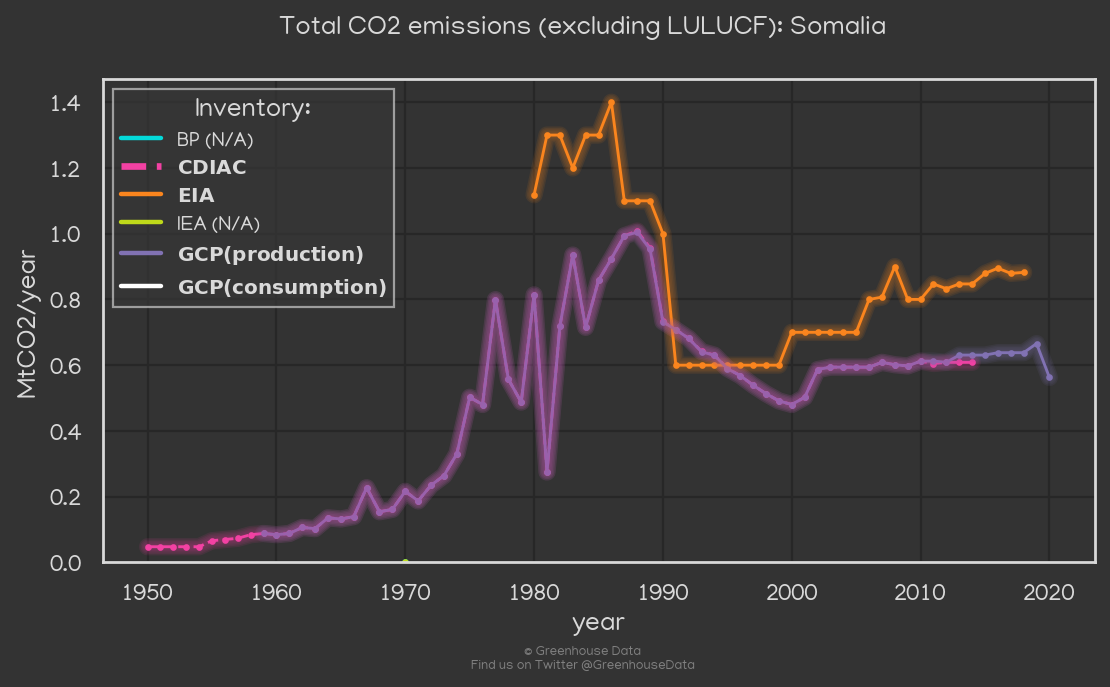 Total CO2 emissions (excluding LULUCF): Somalia
Inventory:
BP (N/A)
CDIAC
EIA
IEA (N/A)
GCP(production)
GCP(consumption)
MtCO2/year
1.4
1.2
1.0
0.8
0.6
0.4
0.2
0.0
1950 1960 1970 1980 1990 2000 2010 2020
year
© Greenhouse Data
Find us on Twitter @GreenhouseData